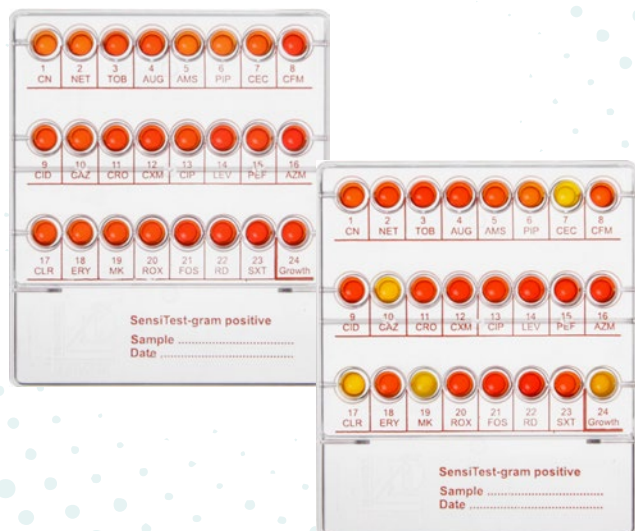 1 2 3 4 5 6 7 8
CN NET TOB AUG AMS PIP CEC CFM
9 10 11 12 13 14 15 16
CID CAZ CRO CXM CIP LEV PEF AZM
17 18 19 20 21 22 23 24
CLR ERY MK ROX FOS RD SXT Growth
SensiTest-gram positive
Sample
Date
1 2 3 4 5 6 7 8
CN NET TOB AUG AMS PIP CEC CFM
9 10 11 12 13 14 15 16
CID CAZ CRO CXM CIP LEV PEF AZM
17 18 19 20 21 22 23 24
CLR ERY MK ROX FOS RD SXT Growth
SensiTest-gram positive
Sample
Date